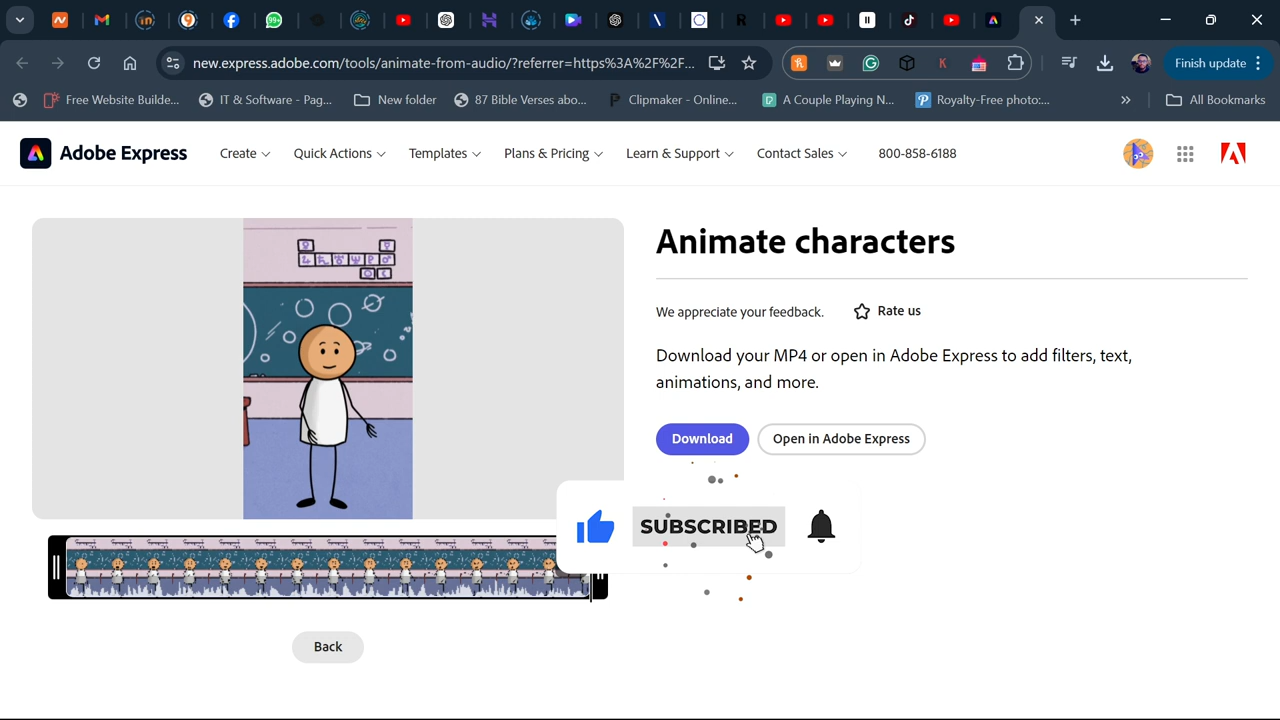 99+
new.express.adobe.com/tools/animate-from-audio/?referrer=https%3A%2F%2F...
Finish update
Free Website Builde...
IT & Software - Pag...
New folder
87 Bible Verses abo...
Clipmaker - Online...
A Couple Playing N...
Royalty-Free photo:...
»
All Bookmarks
Adobe Express
Create
Quick Actions
Templates
Plans & Pricing
Learn & Support
Contact Sales
800-858-6188
Animate characters
We appreciate your feedback.
Rate us
Download your MP4 or open in Adobe Express to add filters, text,
animations, and more.
Download
Open in Adobe Express
SUBSCRIBED
Back